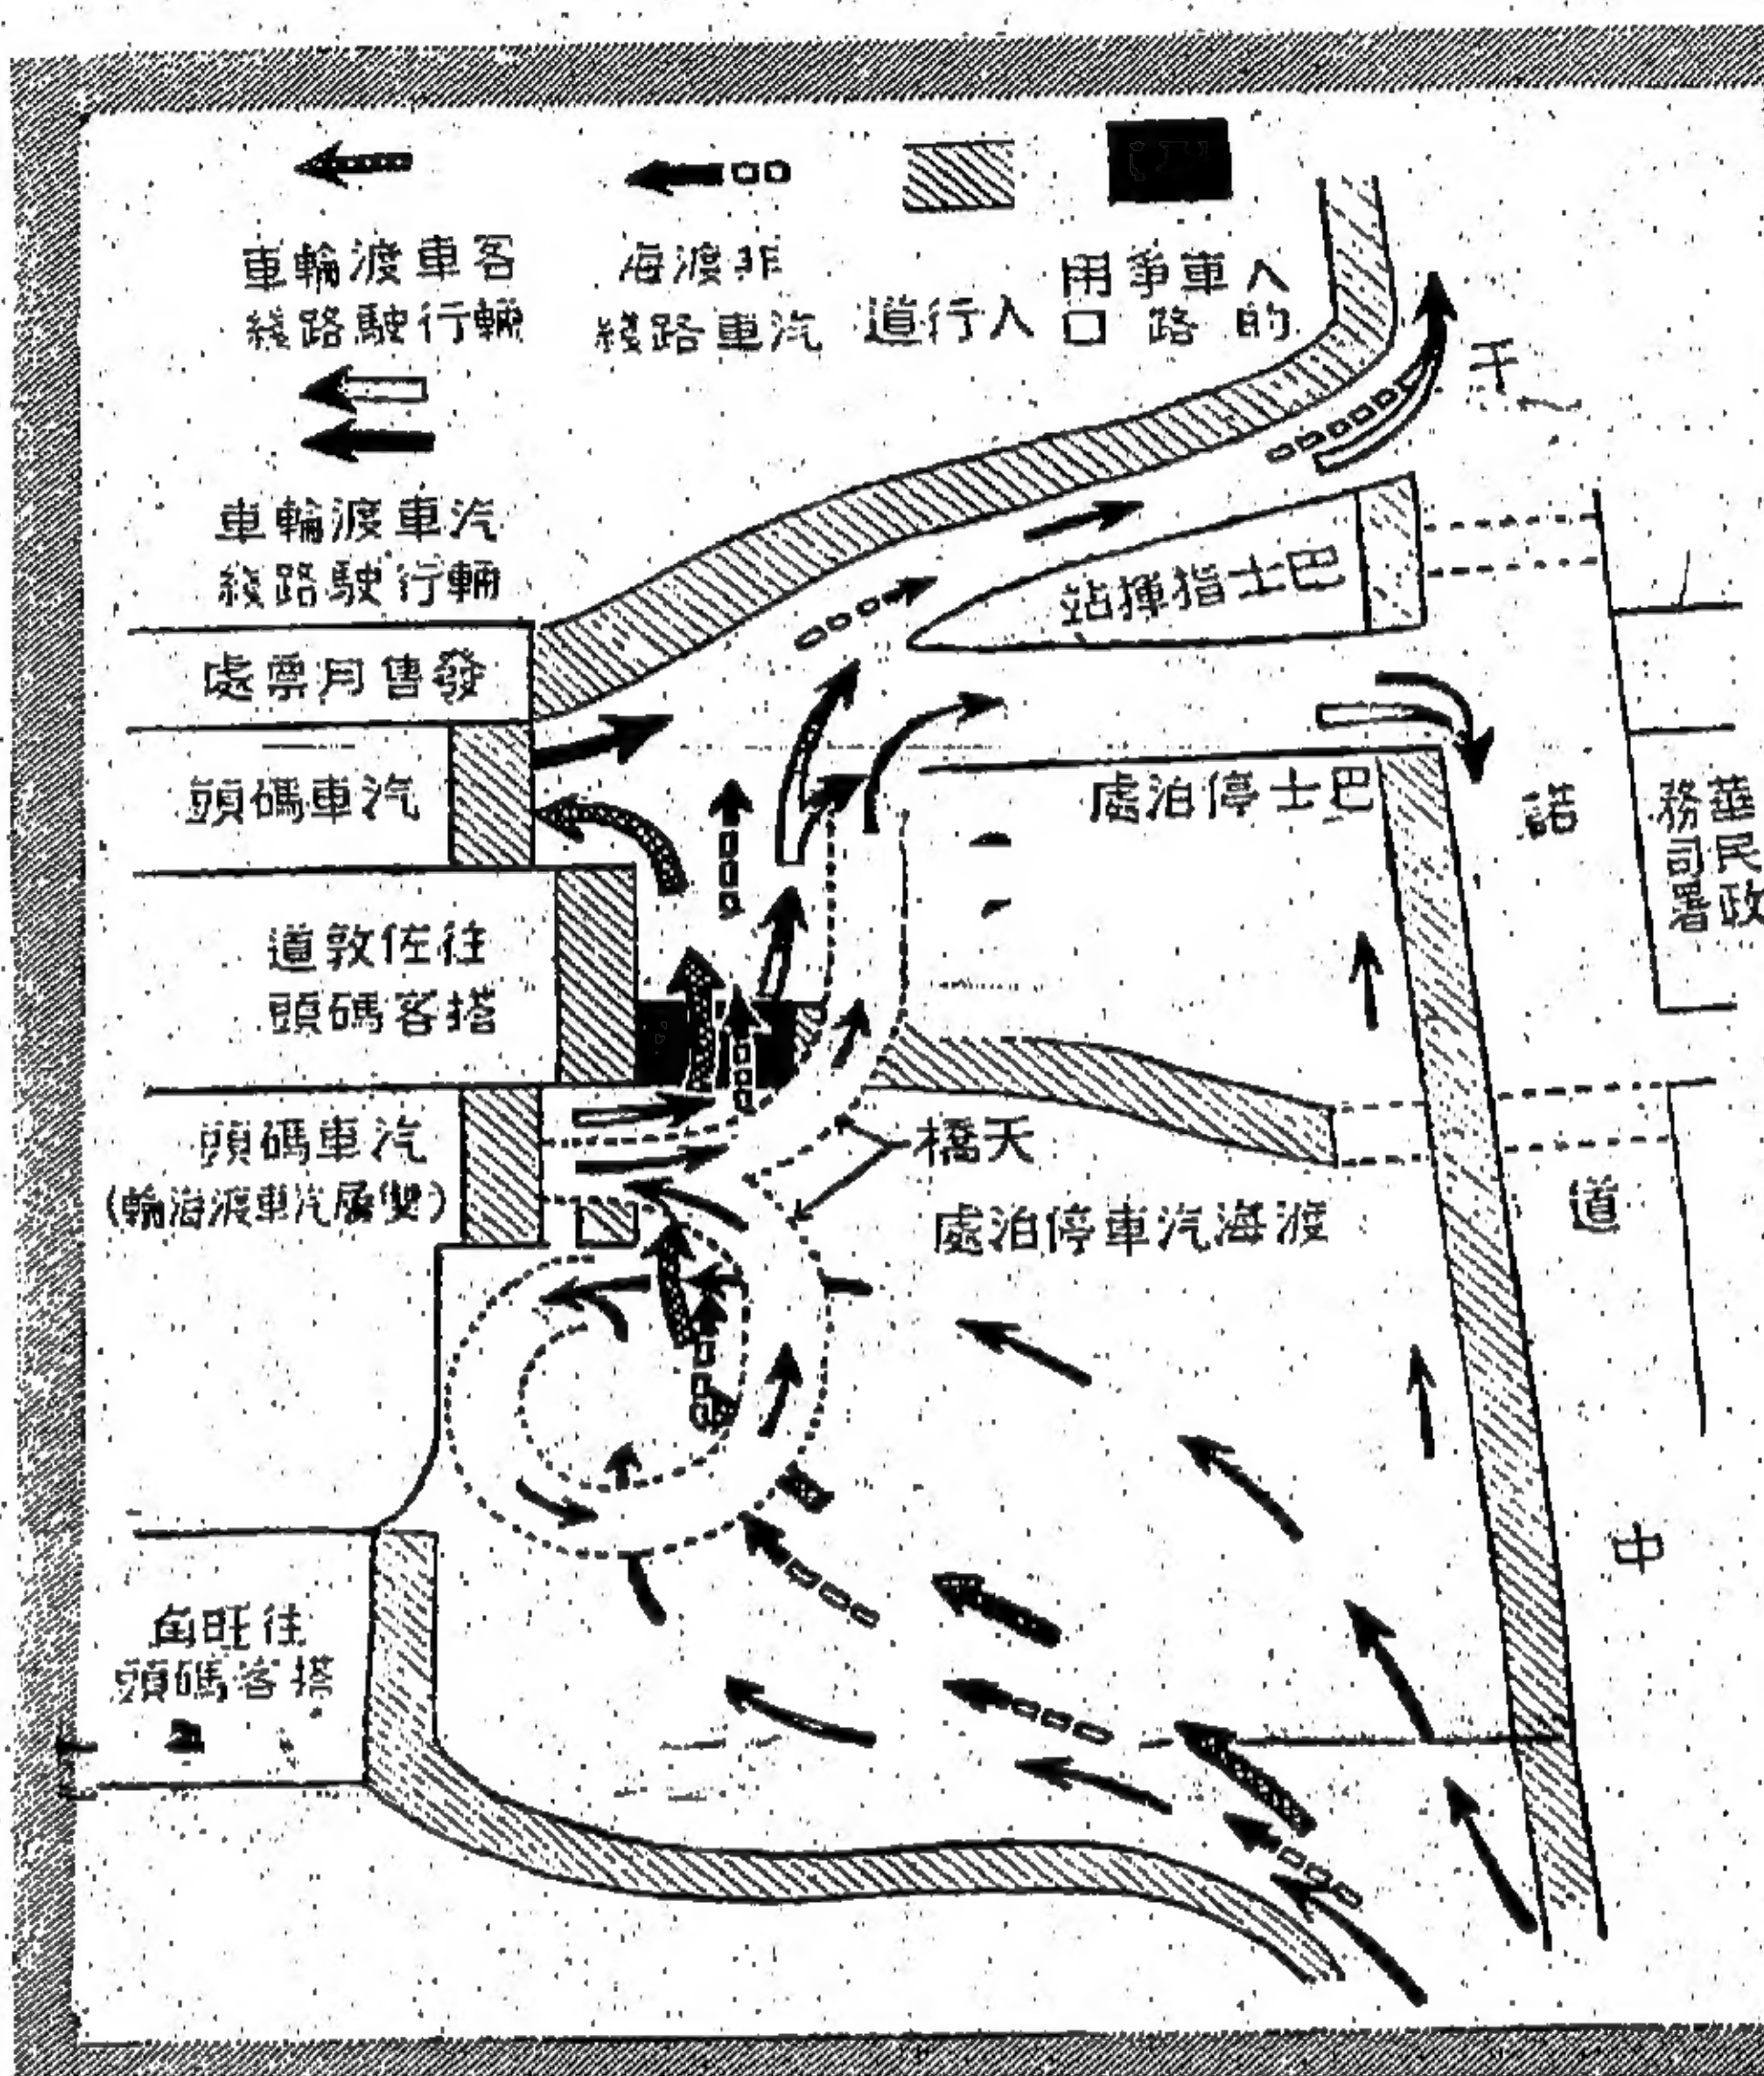 人車爭用
的路口
人行道
非渡海
汽車路綫
客車渡輪車
輛行駛路綫
汽車渡輪車
輛行駛路綫
干諾道中
巴士指揮站
發售月票處
巴士停泊處
汽車碼頭
華民政
務司署
往佐敦道
搭客碼頭
天橋
汽車碼頭
(雙層汽車渡海輪)
渡海汽車停泊處
往旺角
搭客碼頭